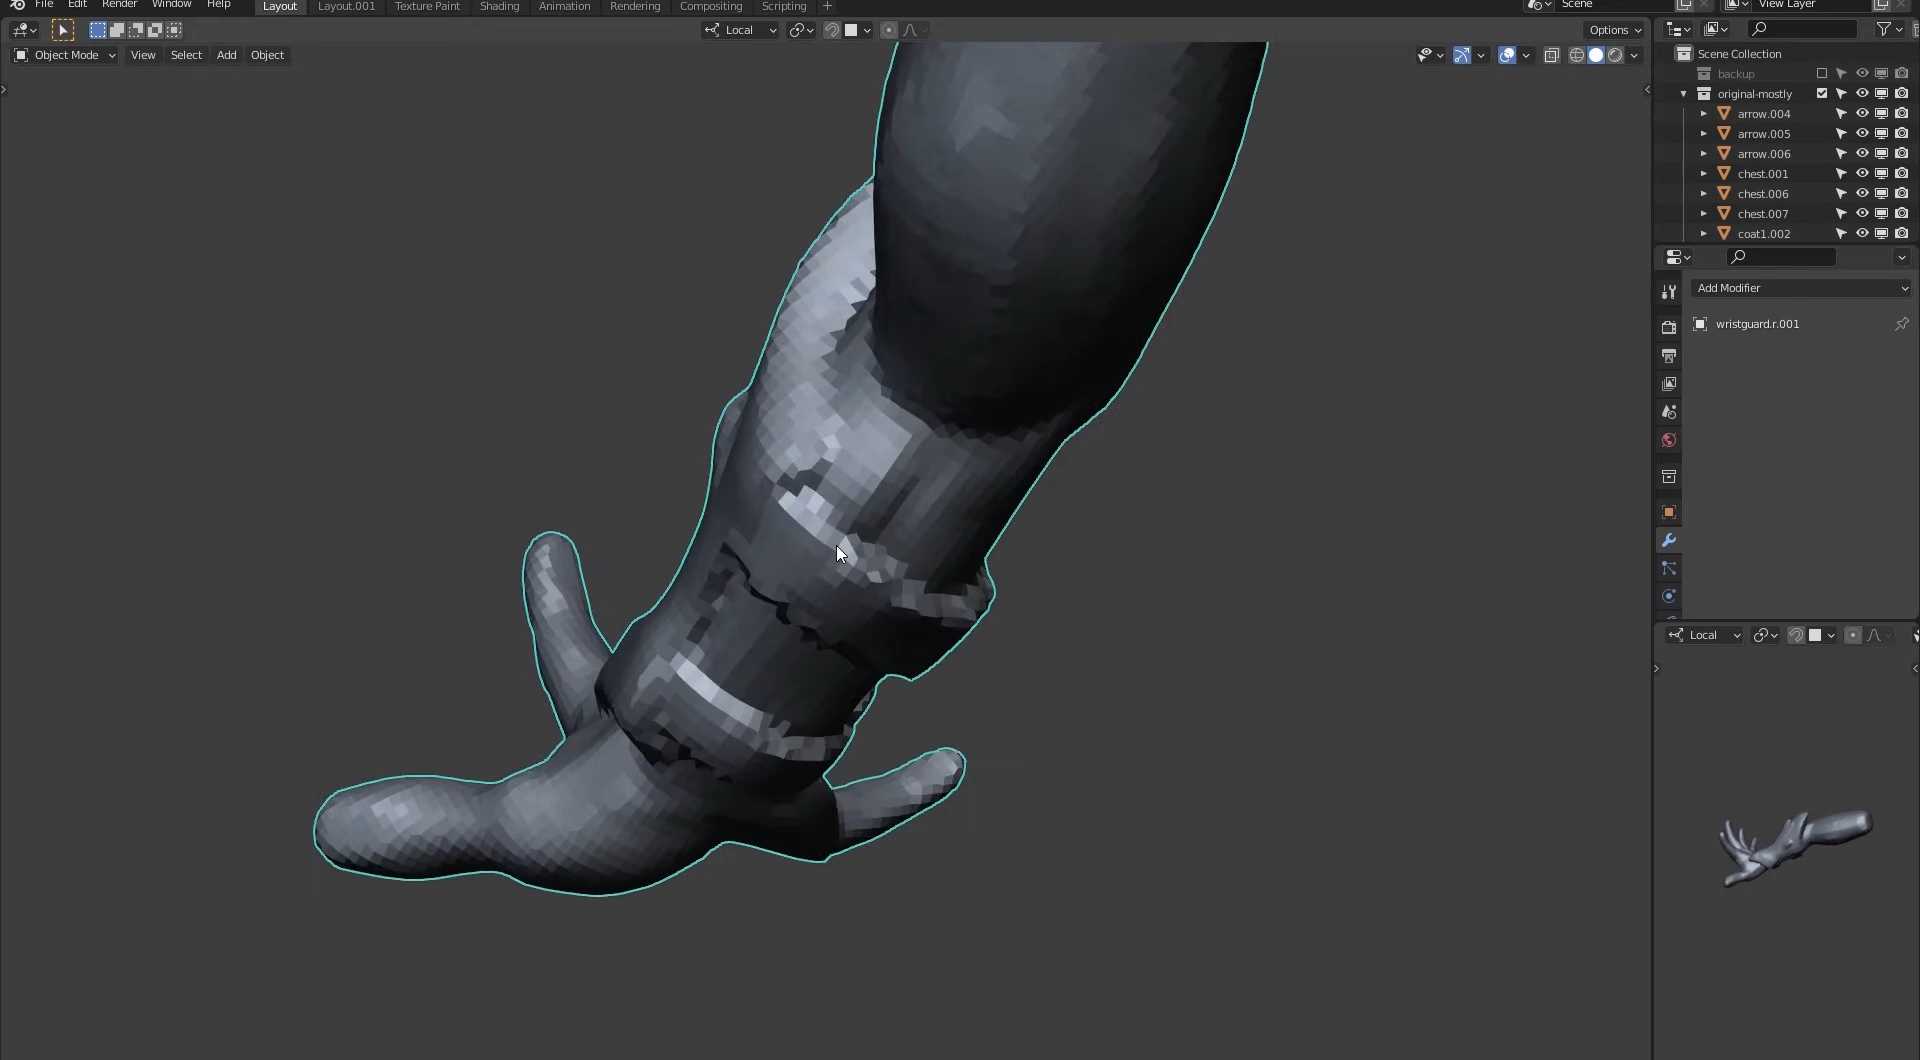 File Edit Render Window Help Layout Layout.001 Texture Paint Shading Animation Rendering Compositing Scripting + Scene View Layer
Local Options
Object Mode View Select Add Object
Scene Collection
backup
original-mostly
arrow.004
arrow.005
arrow.006
chest.001
chest.006
chest.007
coat1.002
Add Modifier
wristguard.r.001
Local